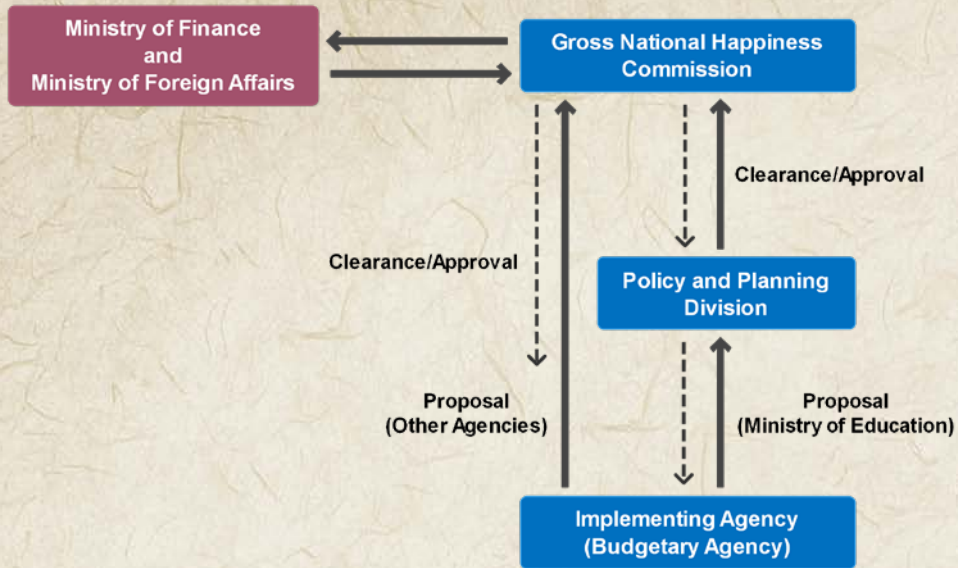 Ministry of Finance
and
Ministry of Foreign Affairs
Gross National Happiness
Commission
Clearance/Approval
Clearance/Approval
Policy and Planning
Division
Proposal
(Other Agencies)
Proposal
(Ministry of Education)
Implementing Agency
(Budgetary Agency)